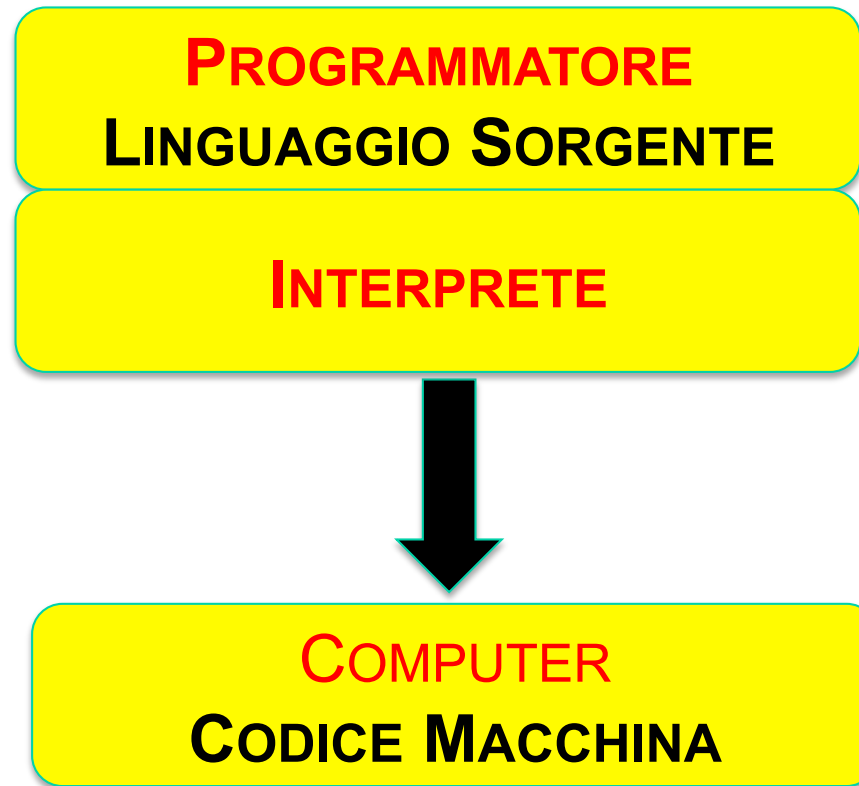 PROGRAMMATORE
LINGUAGGIO SORGENTE
INTERPRETE
COMPUTER
CODICE MACCHINA